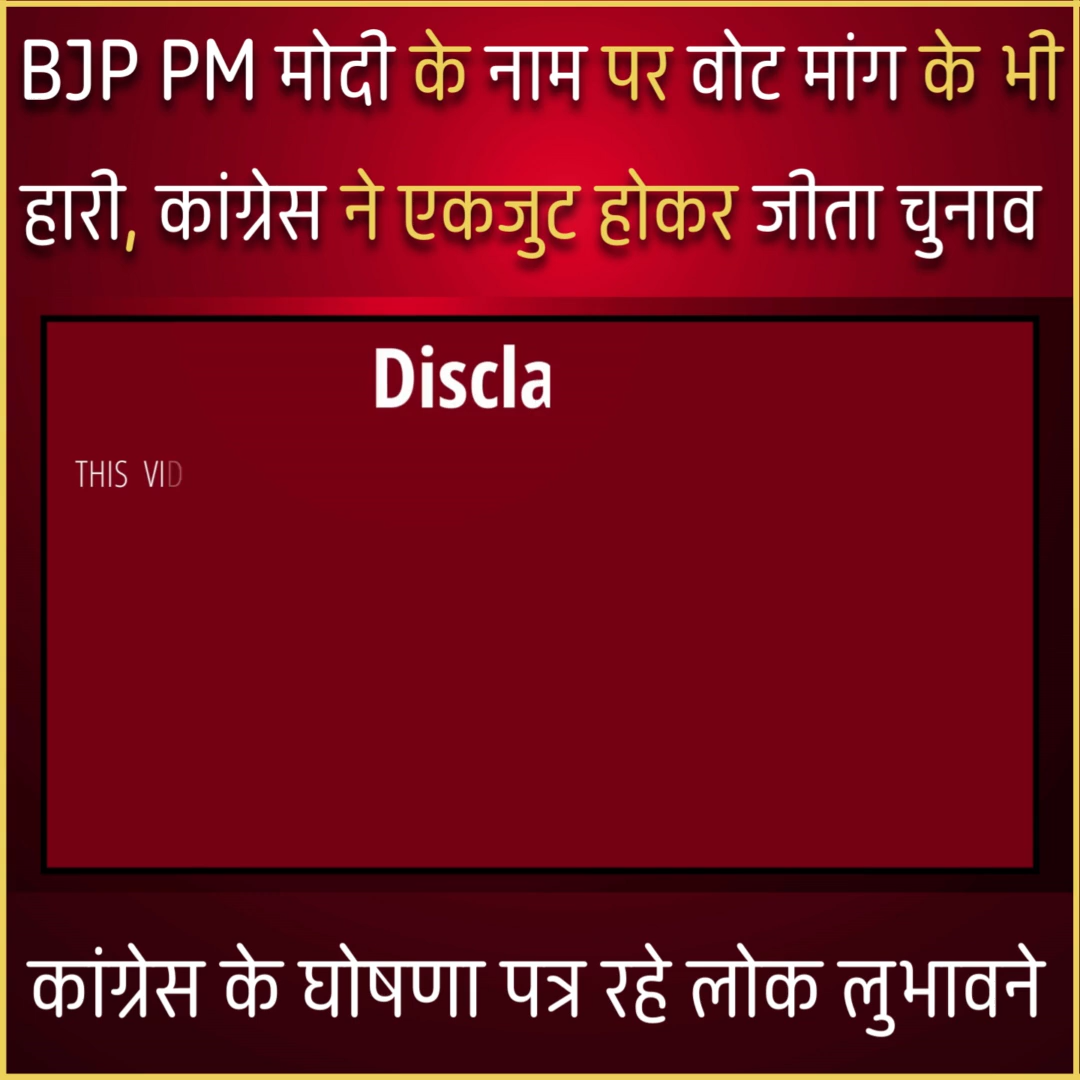 BJP PM मोदी के नाम पर वोट मांग के भी
हारी, कांग्रेस ने एकजुट होकर जीता चुनाव
Discla
THIS VID
कांग्रेस के घोषणा पत्र रहे लोक लुभावने